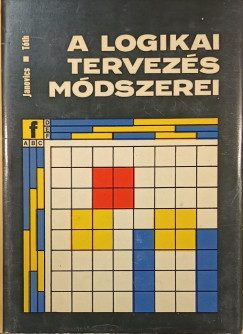 Janovics ■ Tóth
A LOGIKAI
TERVEZÉS
MÓDSZEREI
f
D
E
F
A B C